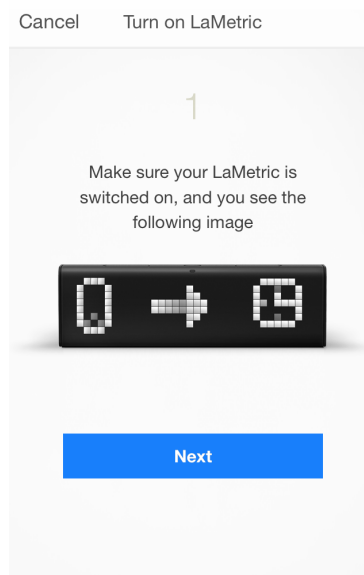 Cancel Turn on LaMetric
1
Make sure your LaMetric is
switched on, and you see the
following image
Next